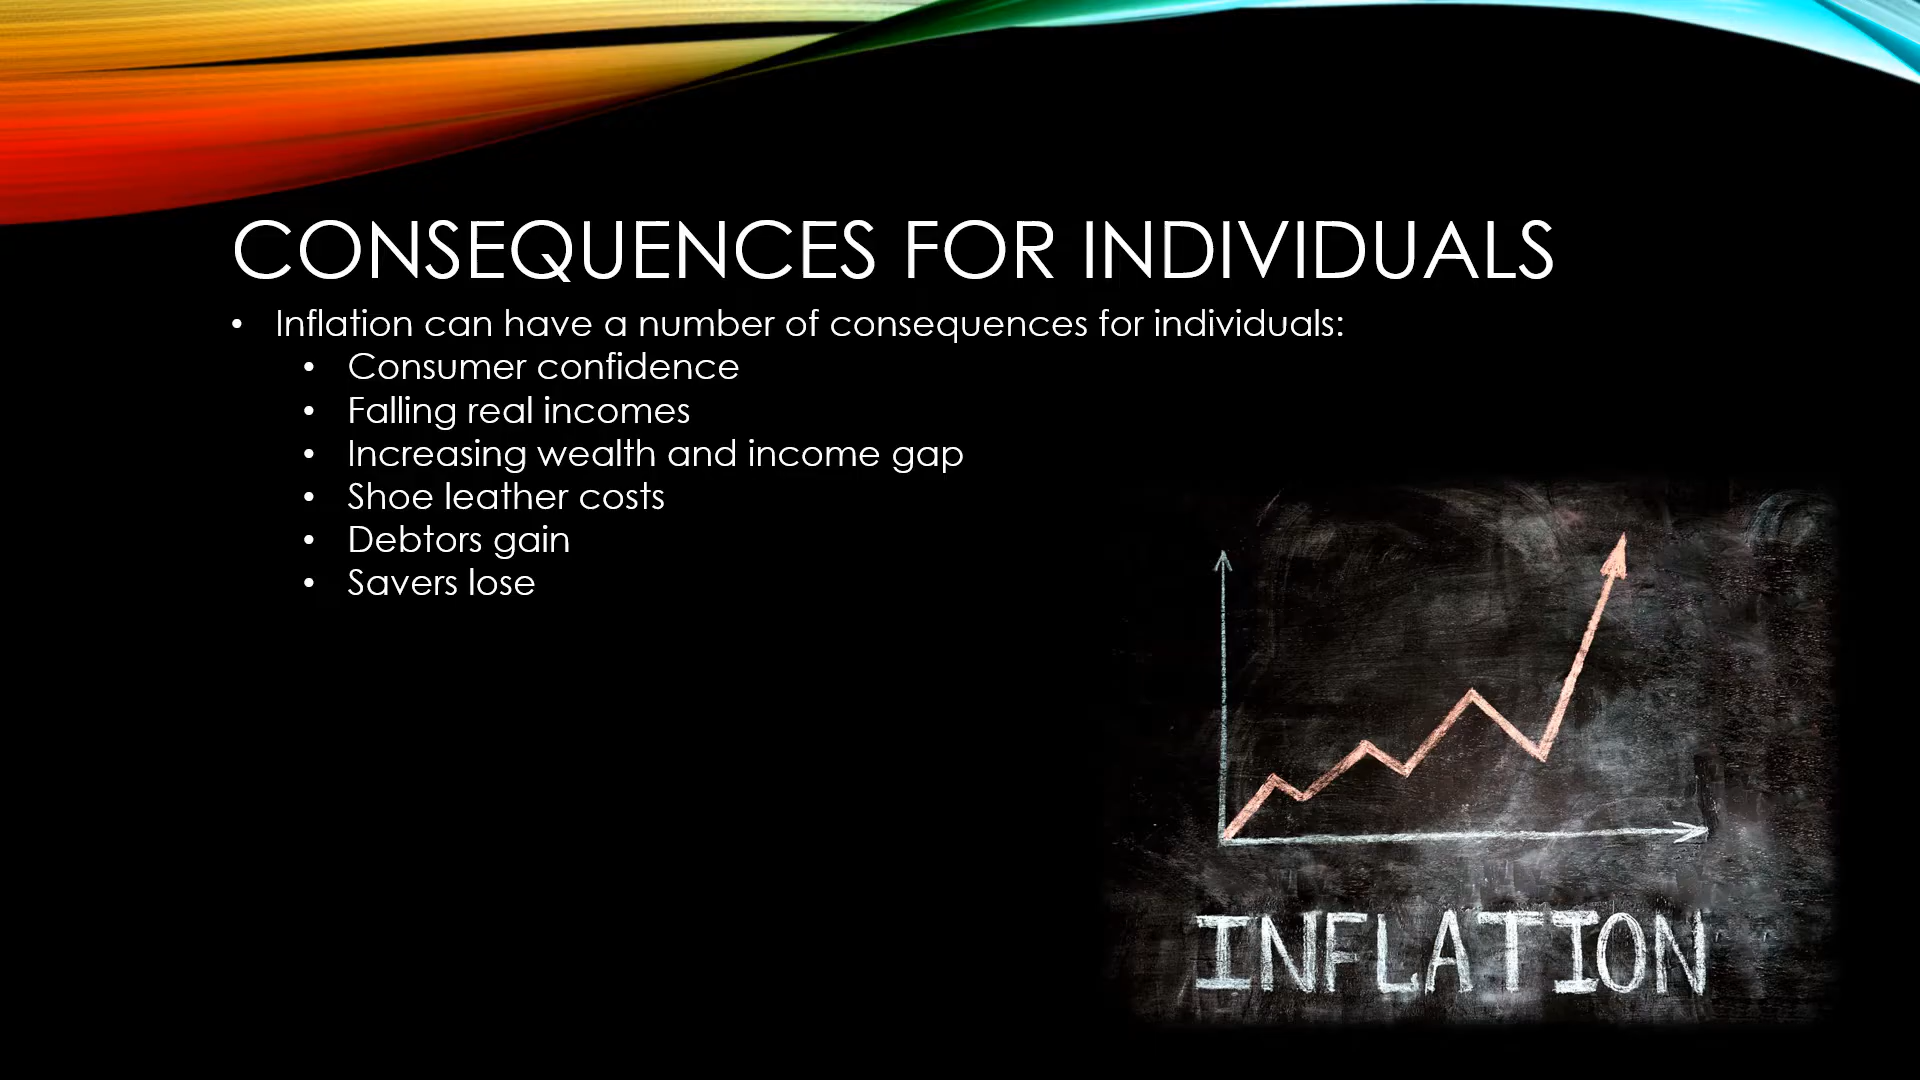 CONSEQUENCES FOR INDIVIDUALS
• Inflation can have a number of consequences for individuals:
• Consumer confidence
• Falling real incomes
• Increasing wealth and income gap
• Shoe leather costs
• Debtors gain
• Savers lose
INFLATION